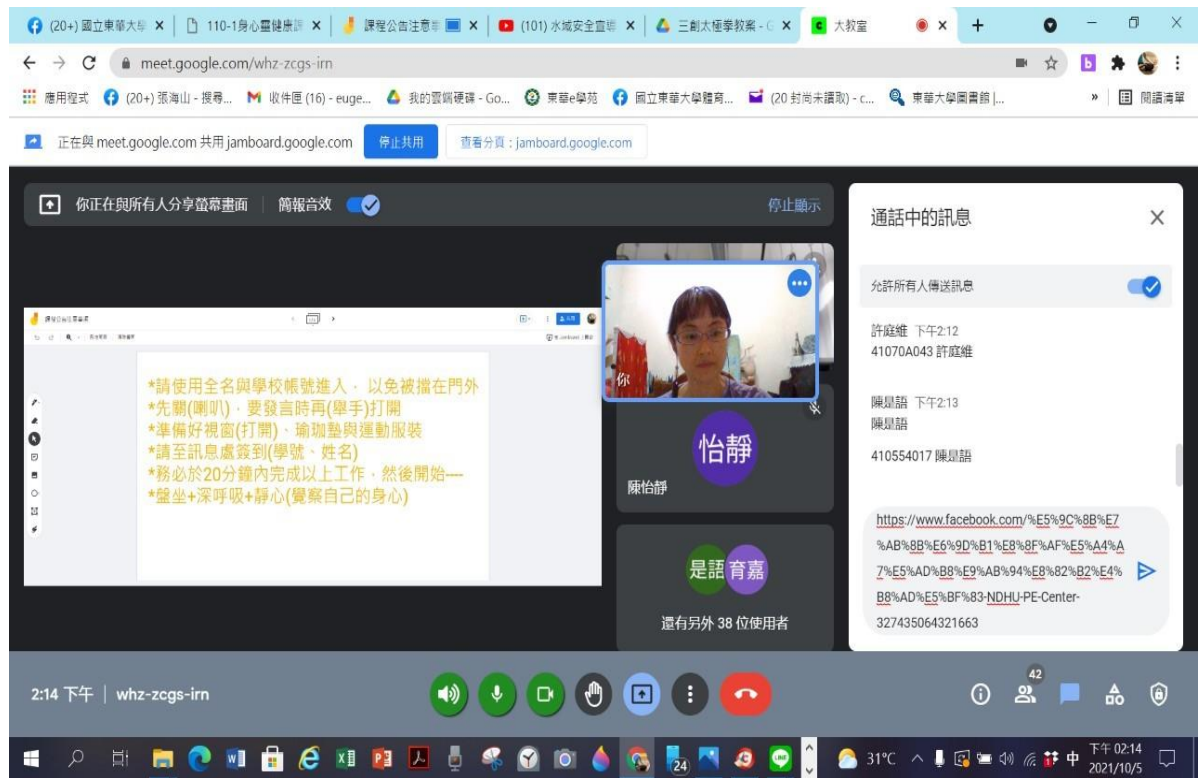 (20+) 國立東華大學
110-1身心靈健康課
課程公告注意事
(101) 水域安全宣導
三創太極拳教案 - G
大教室
meet.google.com/whz-zcgs-irn
應用程式
(20+) 張海山 - 搜尋...
收件匣 (16) - euge...
我的雲端硬碟 - Go...
東華e學苑
國立東華大學體育...
(20 封尚未讀取) - c...
東華大學圖書館 |...
»
閱讀清單
正在與 meet.google.com 共用 jamboard.google.com
停止共用
查看分頁：jamboard.google.com
你正在與所有人分享螢幕畫面
簡報音效
停止顯示
課程公告注意事項
*請使用全名與學校帳號進入， 以免被擋在門外
*先關(喇叭)，要發言時再(舉手)打開
*準備好視窗(打開)、瑜珈墊與運動服裝
*請至訊息處簽到(學號、姓名)
*務必於20分鐘內完成以上工作，然後開始----
*盤坐+深呼吸+靜心(覺察自己的身心)
你
怡靜
陳怡靜
是語
育嘉
還有另外 38 位使用者
通話中的訊息
允許所有人傳送訊息
許庭維 下午2:12
41070A043 許庭維
陳是語 下午2:13
陳是語
410554017 陳是語
https://www.facebook.com/%E5%9C%8B%E7
%AB%8B%E6%9D%B1%E8%8F%AF%E5%A4%A
7%E5%AD%B8%E9%AB%94%E8%82%B2%E4%
B8%AD%E5%BF%83-NDHU-PE-Center-
327435064321663
2:14 下午 | whz-zcgs-irn
42
24
31°C
中
下午 02:14
2021/10/5